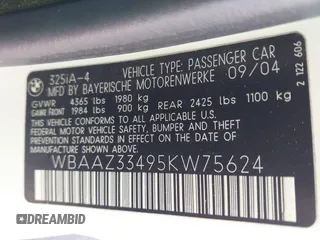 325iA-4 VEHICLE TYPE: PASSENGER CAR
MFD BY BAYERISCHE MOTORENWERKE 09/04
GVWR 4365 lbs 1980 kg
GAWR FRONT 1984 lbs 900 kg REAR 2425 lbs 1100 kg
THIS VEHICLE CONFORMS TO ALL APPLICABLE FEDERAL MOTOR VEHICLE SAFETY, BUMPER, AND THEFT PREVENTION STANDARDS IN EFFECT ON THE DATE OF MANUFACTURE SHOWN ABOVE.
WBAAZ33495KW75624
2 122 606
DREAMBID